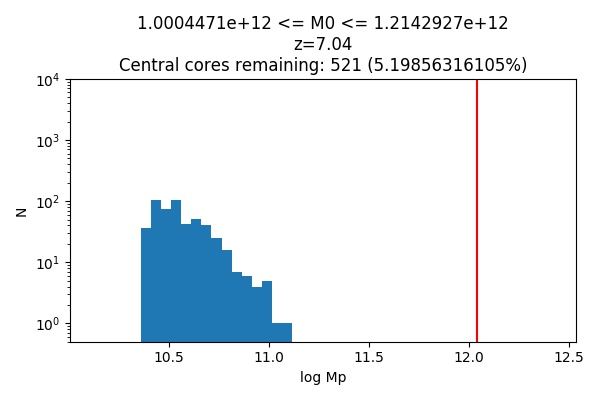 1.0004471e+12 <= M0 <= 1.2142927e+12
z=7.04
Central cores remaining: 521 (5.19856316105%)
10^4
10^3
10^2
10^1
10^0
N
10.5 11.0 11.5 12.0 12.5
log Mp